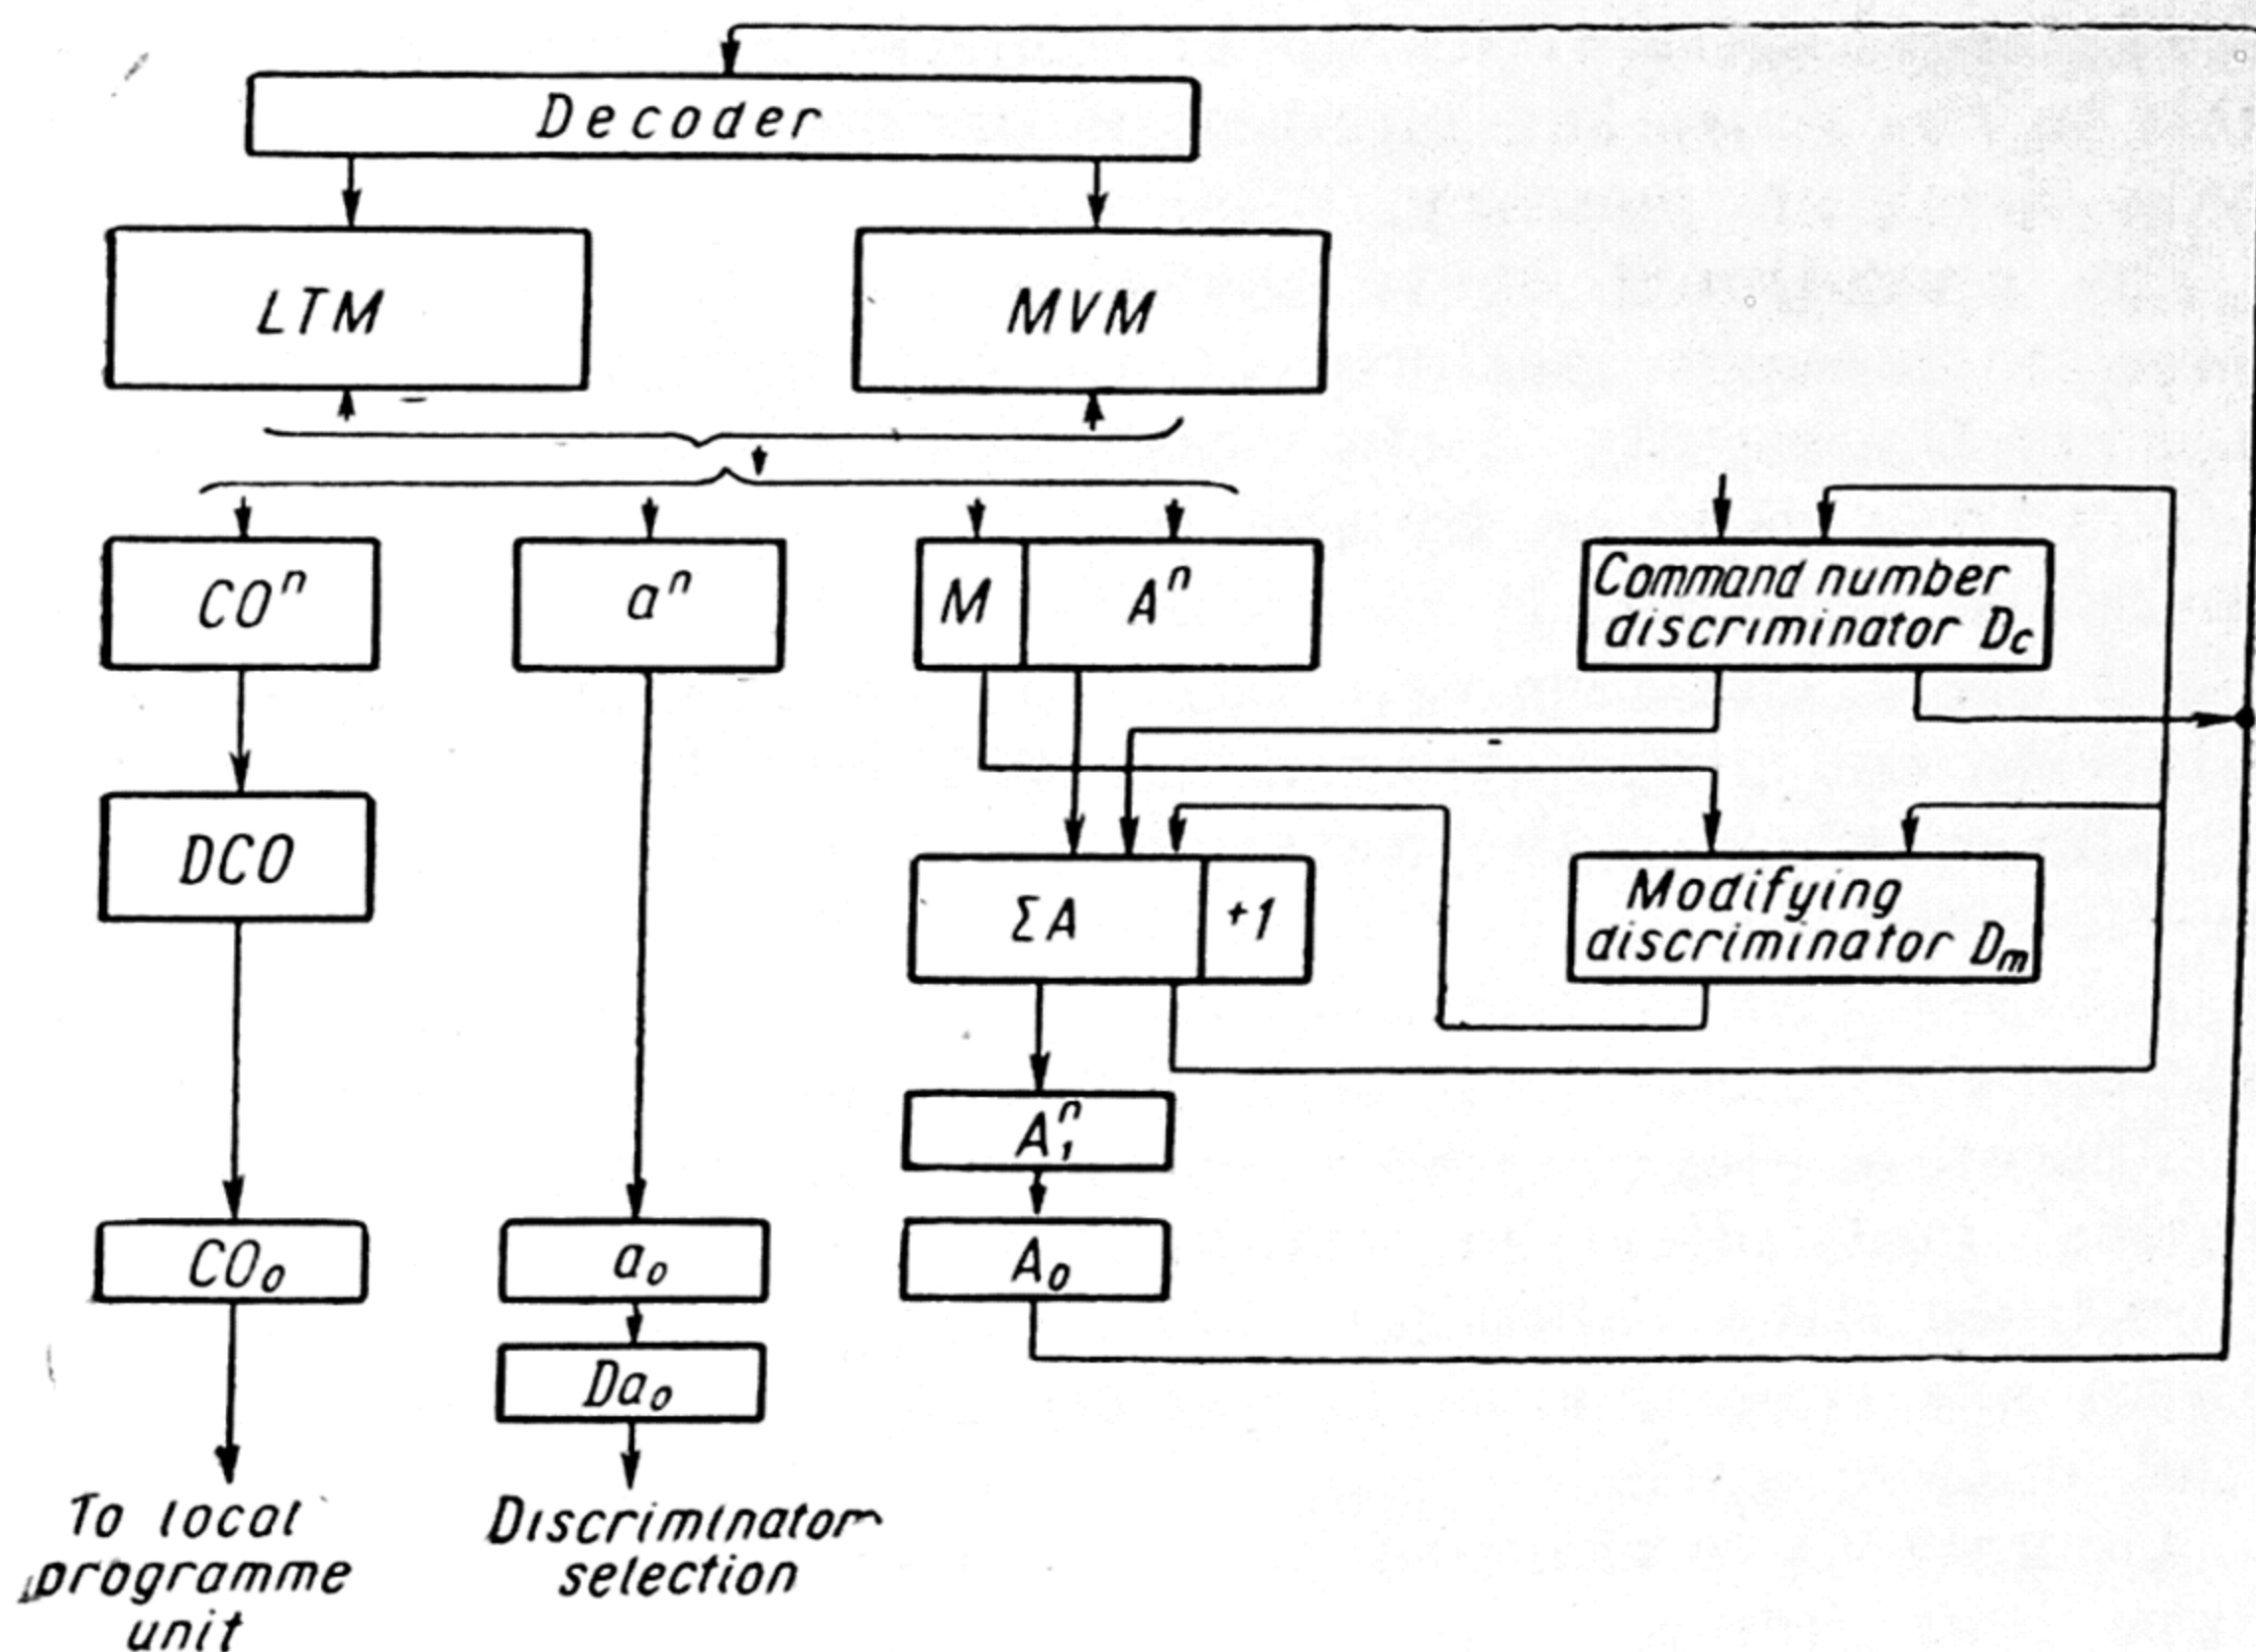 Decoder
LTM
MVM
COⁿ
aⁿ
M
Aⁿ
Command number
discriminator D꜀
DCO
ΣA
+1
Modifying
discriminator Dₘ
A₁ⁿ
CO₀
a₀
A₀
Da₀
To local
programme
unit
Discriminator
selection